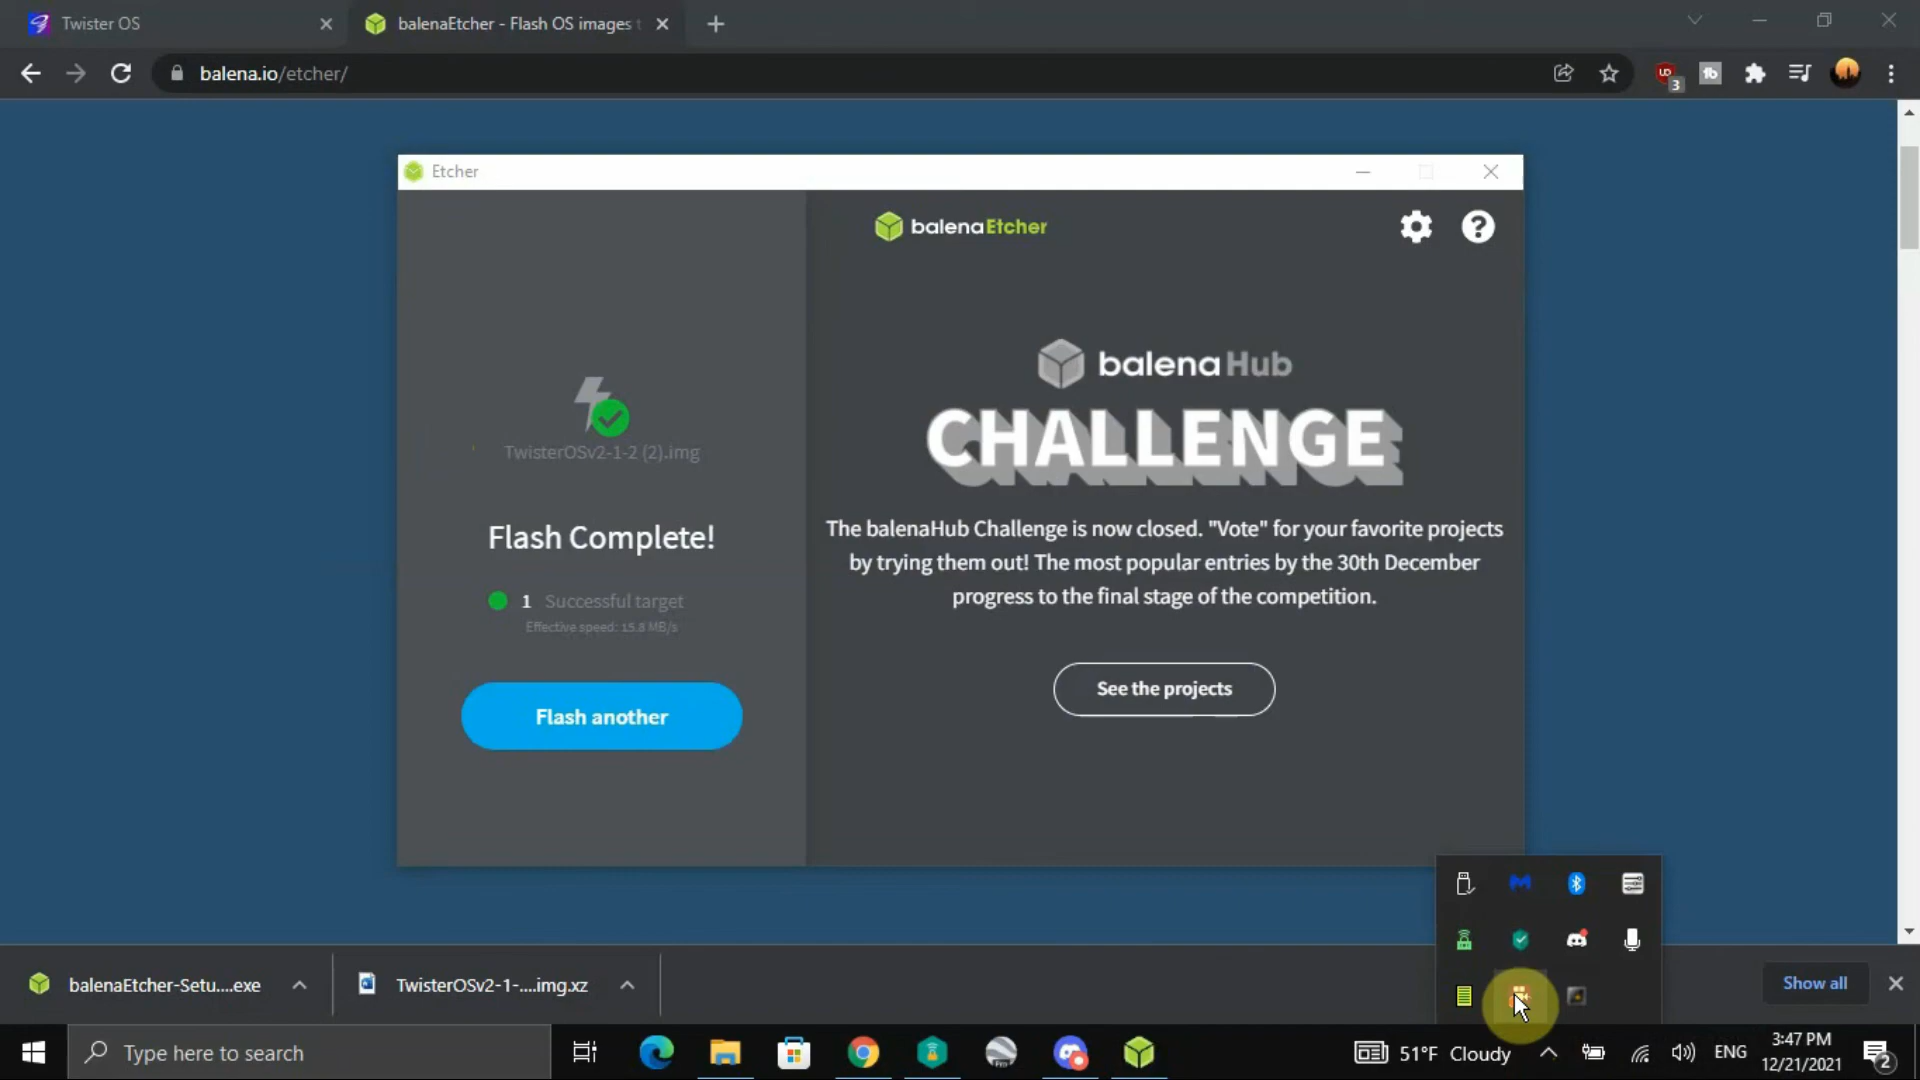 Twister OS
balenaEtcher - Flash OS images t
balena.io/etcher/
3
Etcher
balenaEtcher
TwisterOSv2-1-2 (2).img
Flash Complete!
1 Successful target
Effective speed: 15.8 MB/s
Flash another
balenaHub
CHALLENGE
The balenaHub Challenge is now closed. "Vote" for your favorite projects
by trying them out! The most popular entries by the 30th December
progress to the final stage of the competition.
See the projects
balenaEtcher-Setu....exe
TwisterOSv2-1-....img.xz
Show all
Type here to search
51°F Cloudy
ENG
3:47 PM
12/21/2021
2